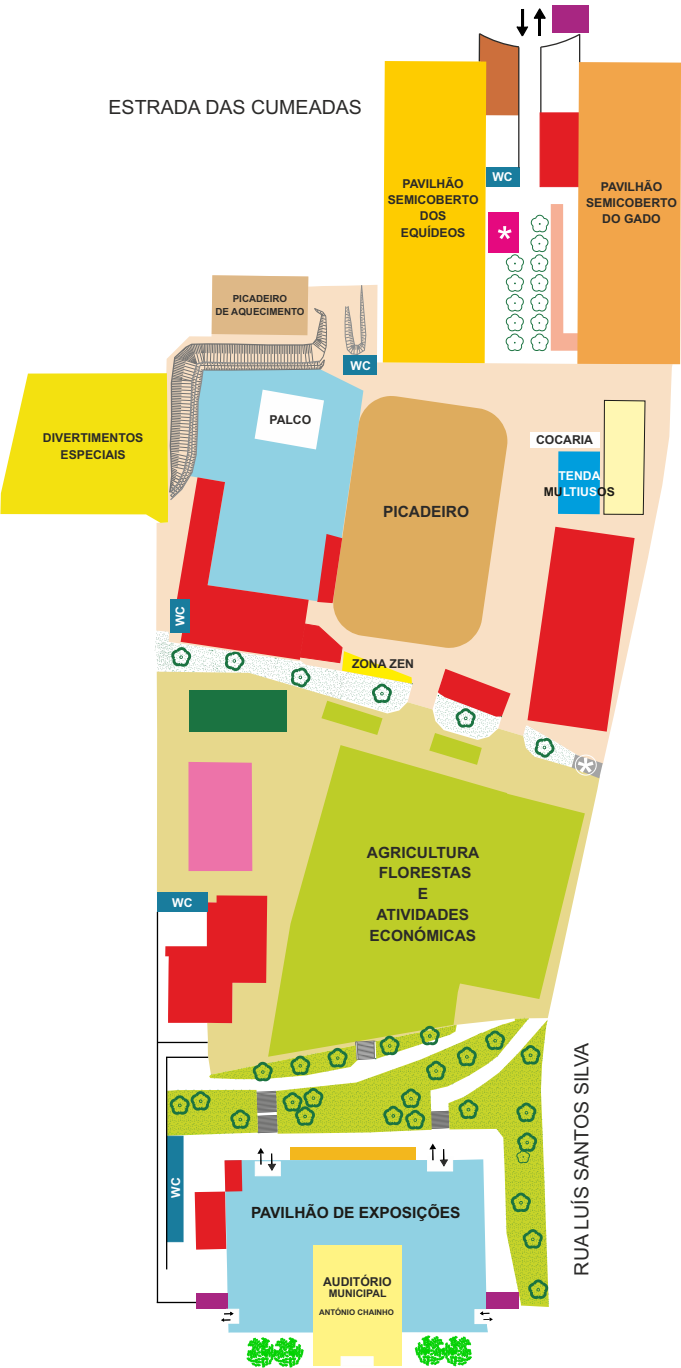 ESTRADA DAS CUMEADAS
WC
PAVILHÃO
SEMICOBERTO
DOS
EQUÍDEOS
PAVILHÃO
SEMICOBERTO
DO GADO
*
PICADEIRO
DE AQUECIMENTO
WC
PALCO
DIVERTIMENTOS
ESPECIAIS
COCARIA
TENDA
MULTIUSOS
PICADEIRO
WC
ZONA ZEN
*
AGRICULTURA
FLORESTAS
E
ATIVIDADES
ECONÓMICAS
WC
RUA LUÍS SANTOS SILVA
WC
PAVILHÃO DE EXPOSIÇÕES
AUDITÓRIO
MUNICIPAL
ANTÓNIO CHAINHO